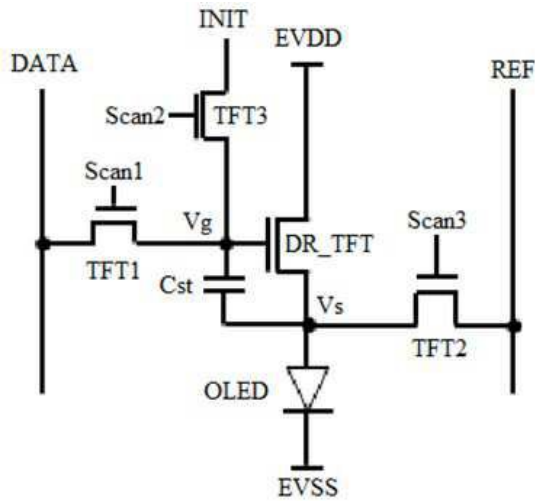 INIT
EVDD
DATA
REF
Scan2
TFT3
Scan1
Vg
Scan3
DR_TFT
TFT1
Cst
Vs
TFT2
OLED
EVSS